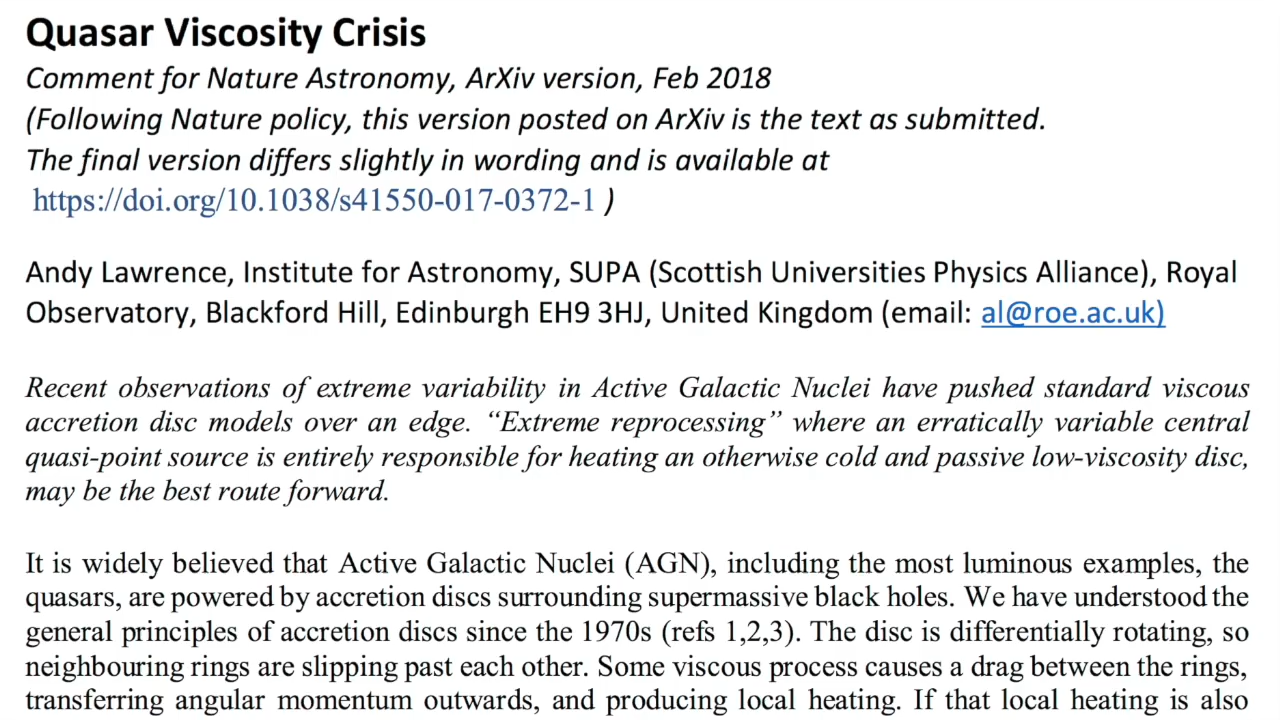 Quasar Viscosity Crisis
Comment for Nature Astronomy, ArXiv version, Feb 2018
(Following Nature policy, this version posted on ArXiv is the text as submitted.
The final version differs slightly in wording and is available at
https://doi.org/10.1038/s41550-017-0372-1 )
Andy Lawrence, Institute for Astronomy, SUPA (Scottish Universities Physics Alliance), Royal
Observatory, Blackford Hill, Edinburgh EH9 3HJ, United Kingdom (email: al@roe.ac.uk)
Recent observations of extreme variability in Active Galactic Nuclei have pushed standard viscous
accretion disc models over an edge. “Extreme reprocessing” where an erratically variable central
quasi-point source is entirely responsible for heating an otherwise cold and passive low-viscosity disc,
may be the best route forward.
It is widely believed that Active Galactic Nuclei (AGN), including the most luminous examples, the
quasars, are powered by accretion discs surrounding supermassive black holes. We have understood the
general principles of accretion discs since the 1970s (refs 1,2,3). The disc is differentially rotating, so
neighbouring rings are slipping past each other. Some viscous process causes a drag between the rings,
transferring angular momentum outwards, and producing local heating. If that local heating is also